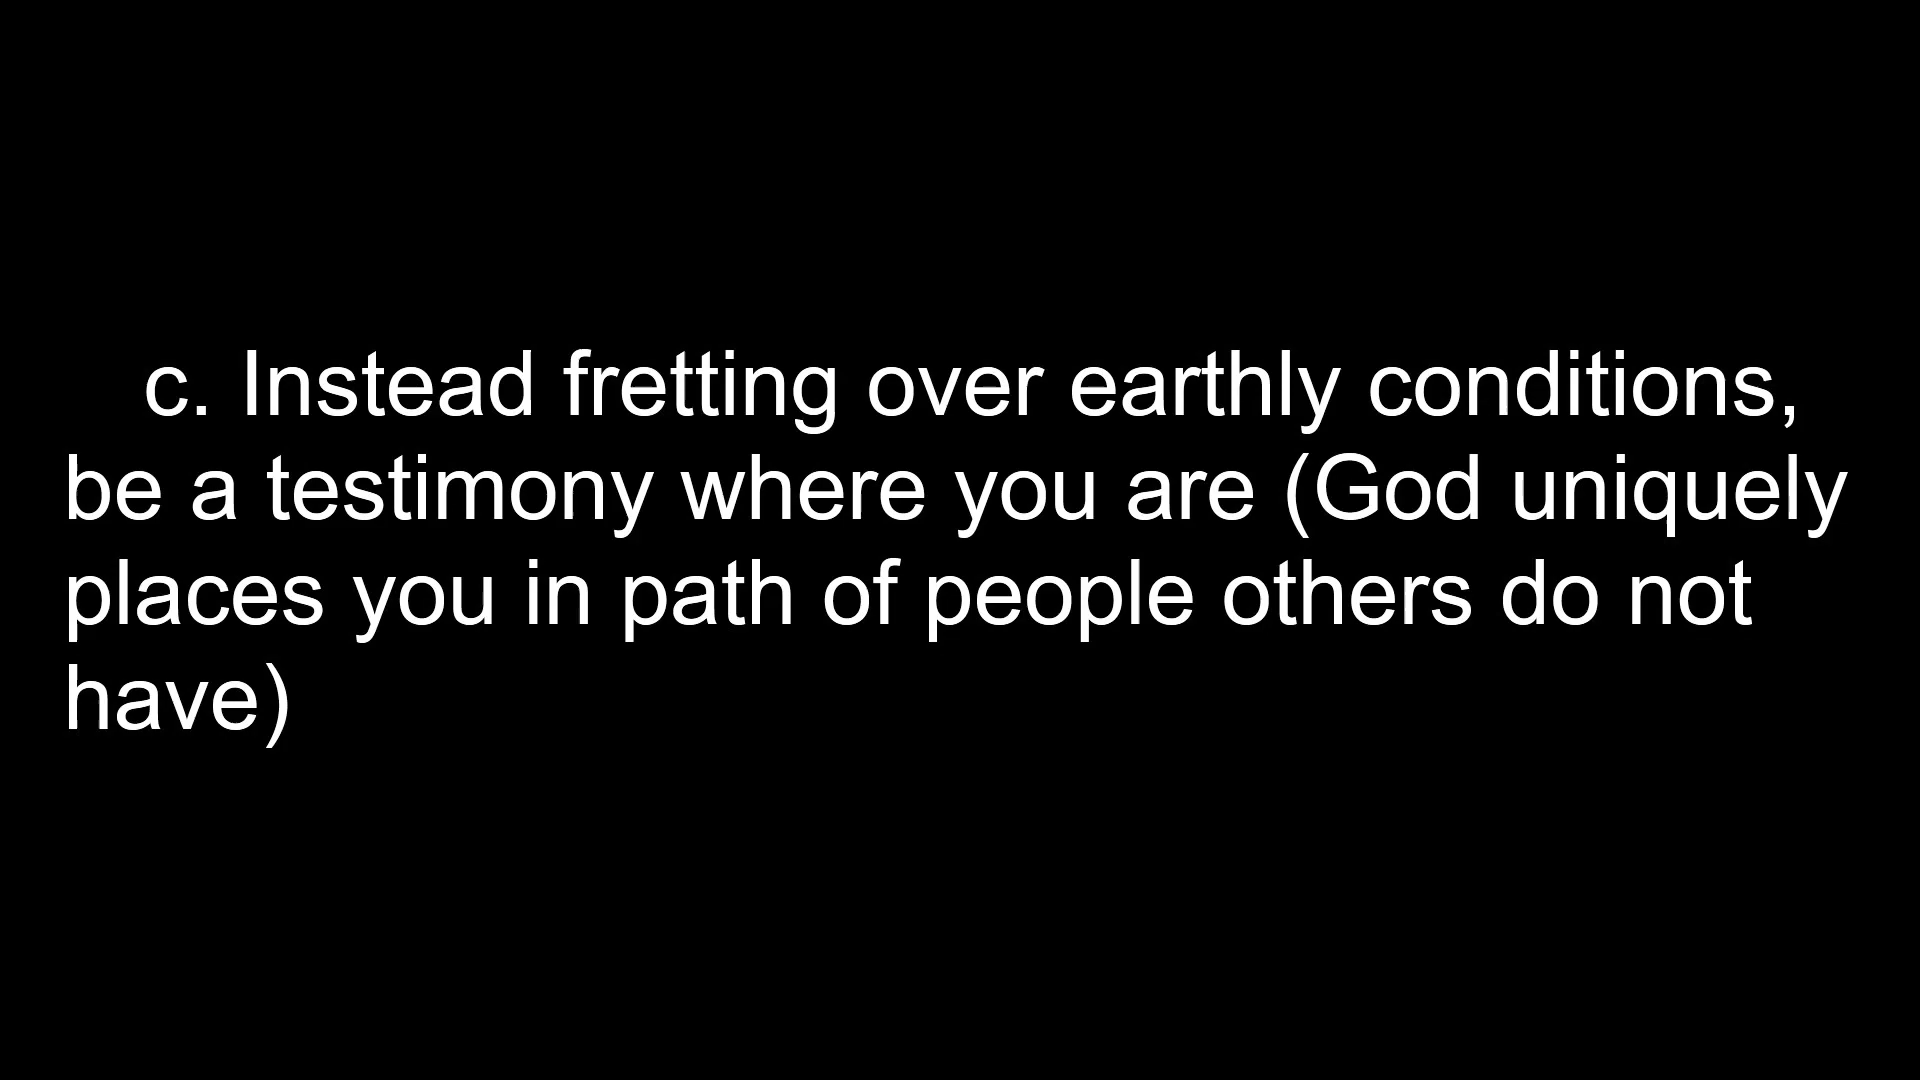 c. Instead fretting over earthly conditions,
be a testimony where you are (God uniquely
places you in path of people others do not
have)